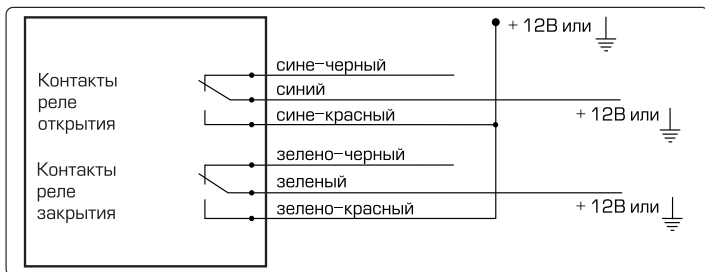 + 12В или
Контакты
реле
открытия
сине-черный
синий
сине-красный
+ 12В или
Контакты
реле
закрытия
зелено-черный
зеленый
зелено-красный
+ 12В или